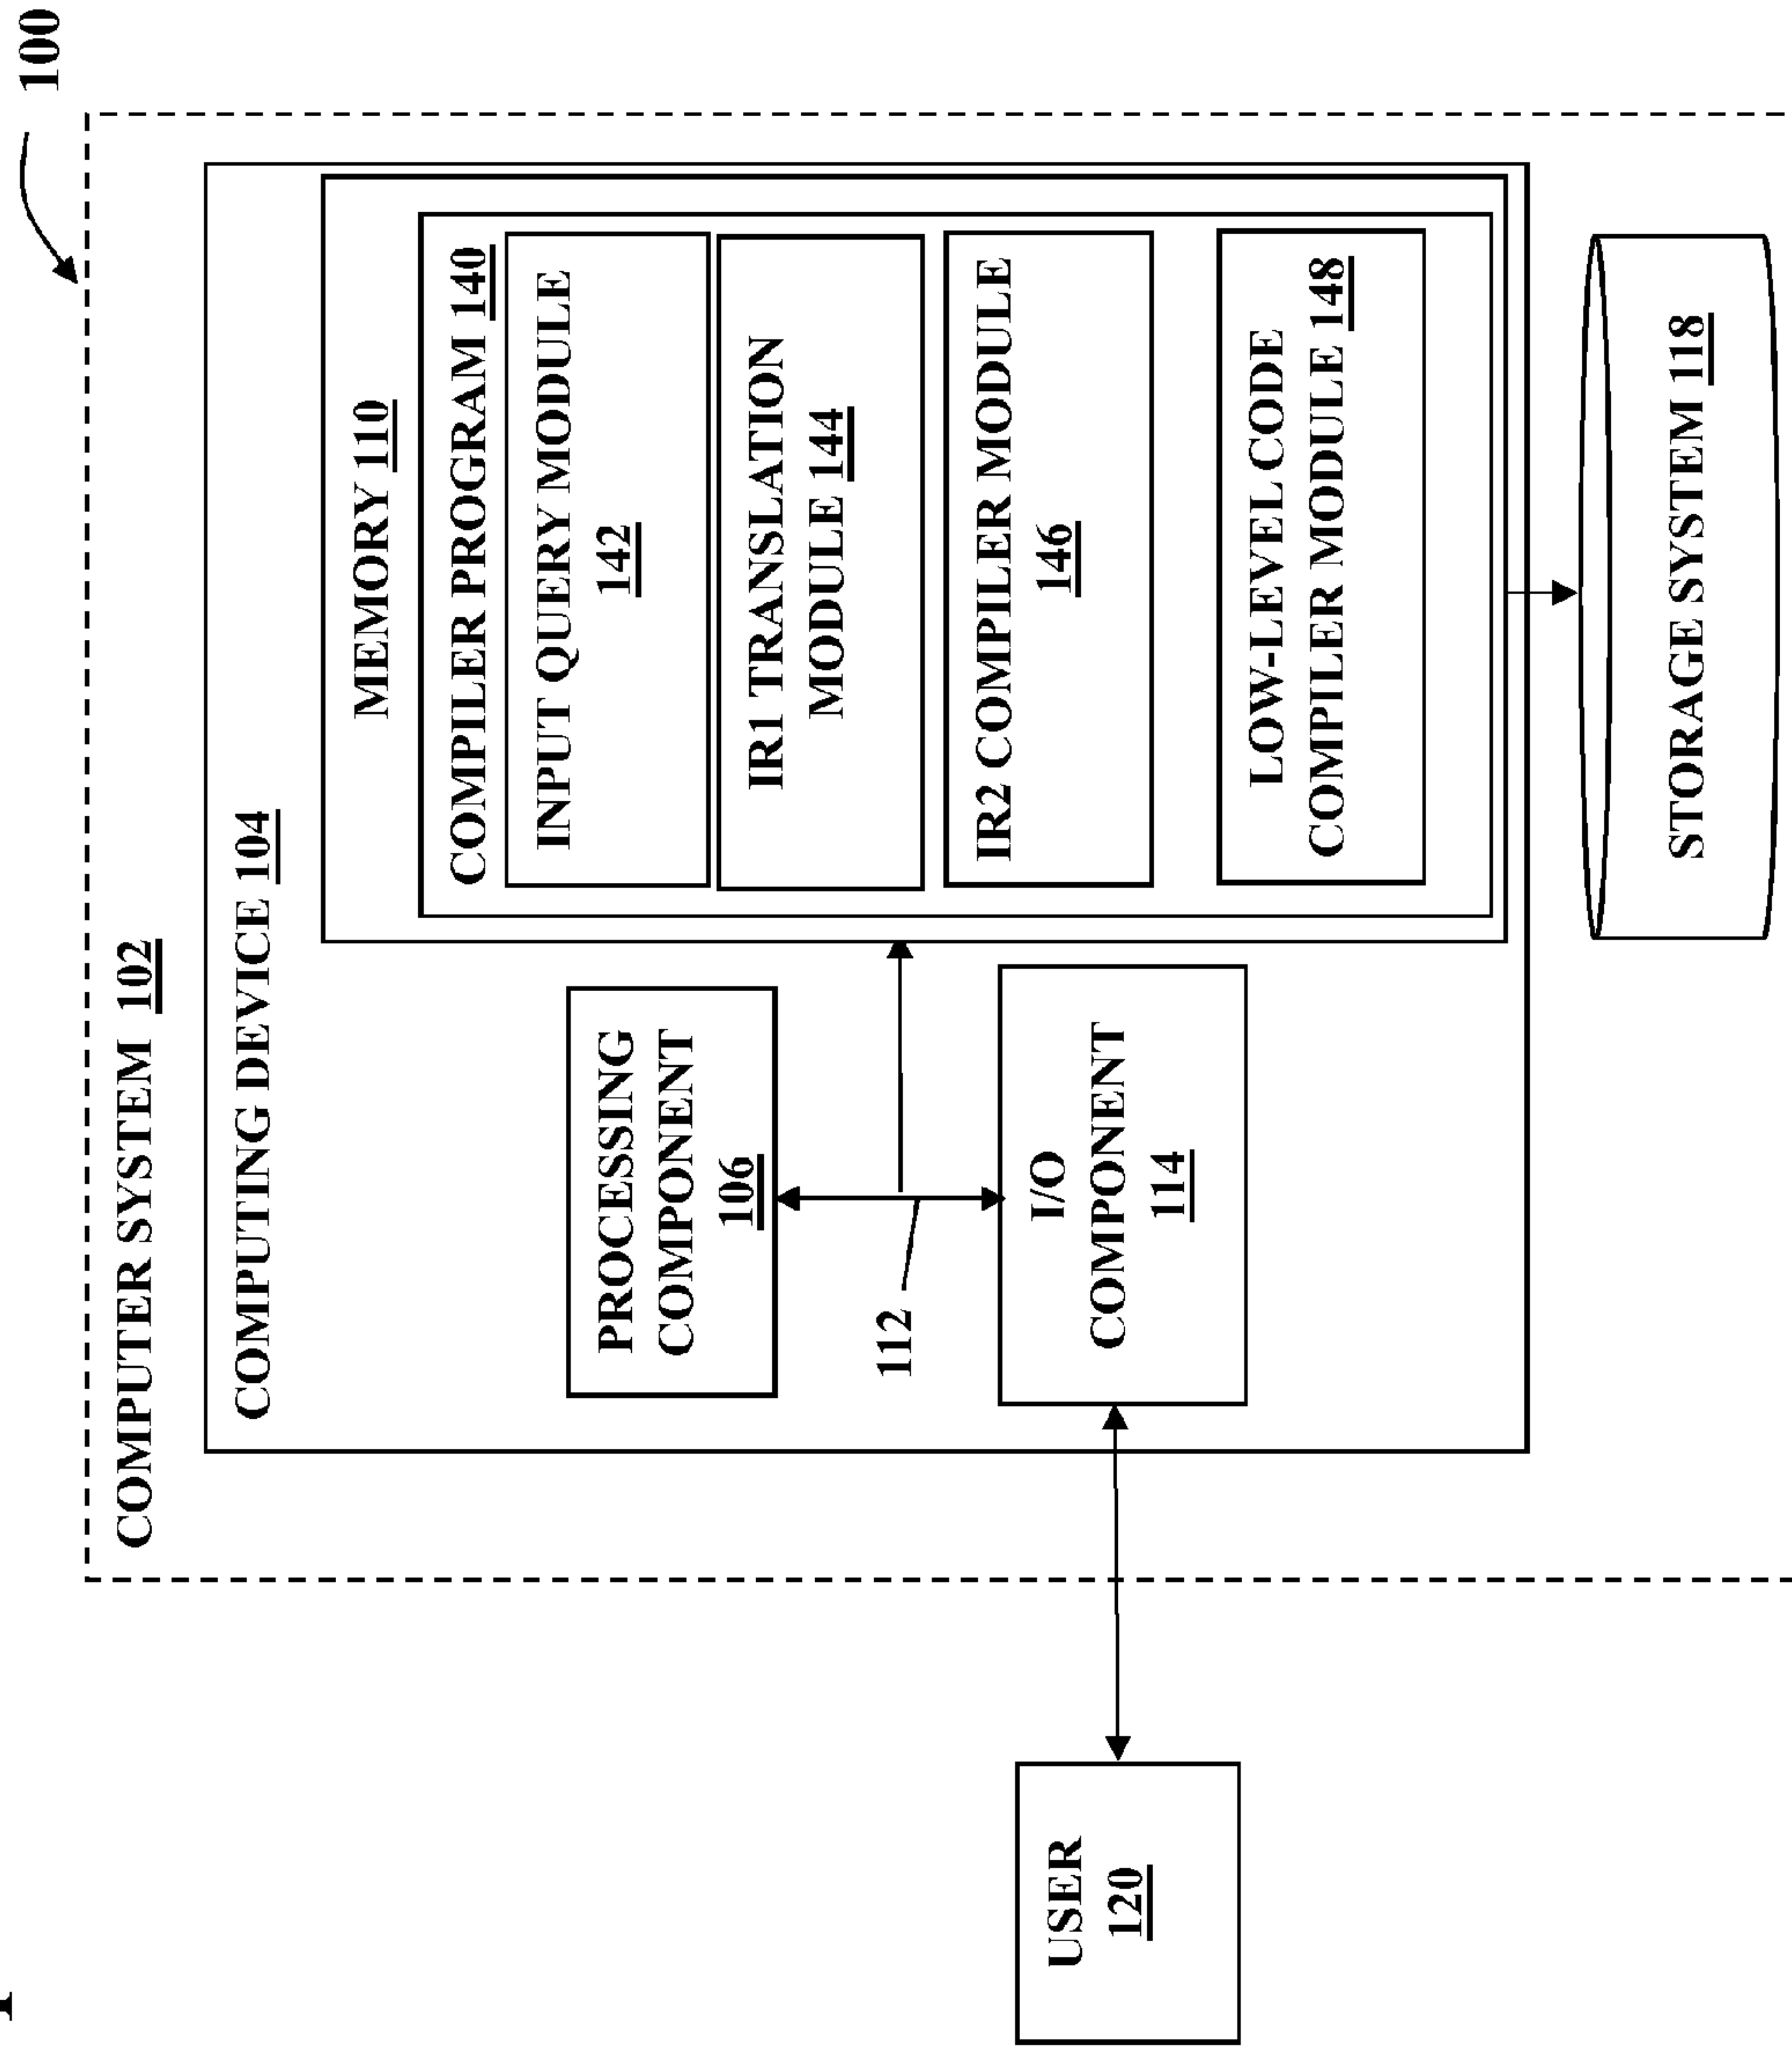 100
COMPUTER SYSTEM 102
COMPUTING DEVICE 104
MEMORY 110
COMPILER PROGRAM 140
INPUT QUERY MODULE
142
IR1 TRANSLATION
MODULE 144
IR2 COMPILER MODULE
146
LOW-LEVEL CODE
COMPILER MODULE 148
PROCESSING
COMPONENT
106
112
I/O
COMPONENT
114
USER
120
STORAGE SYSTEM 118